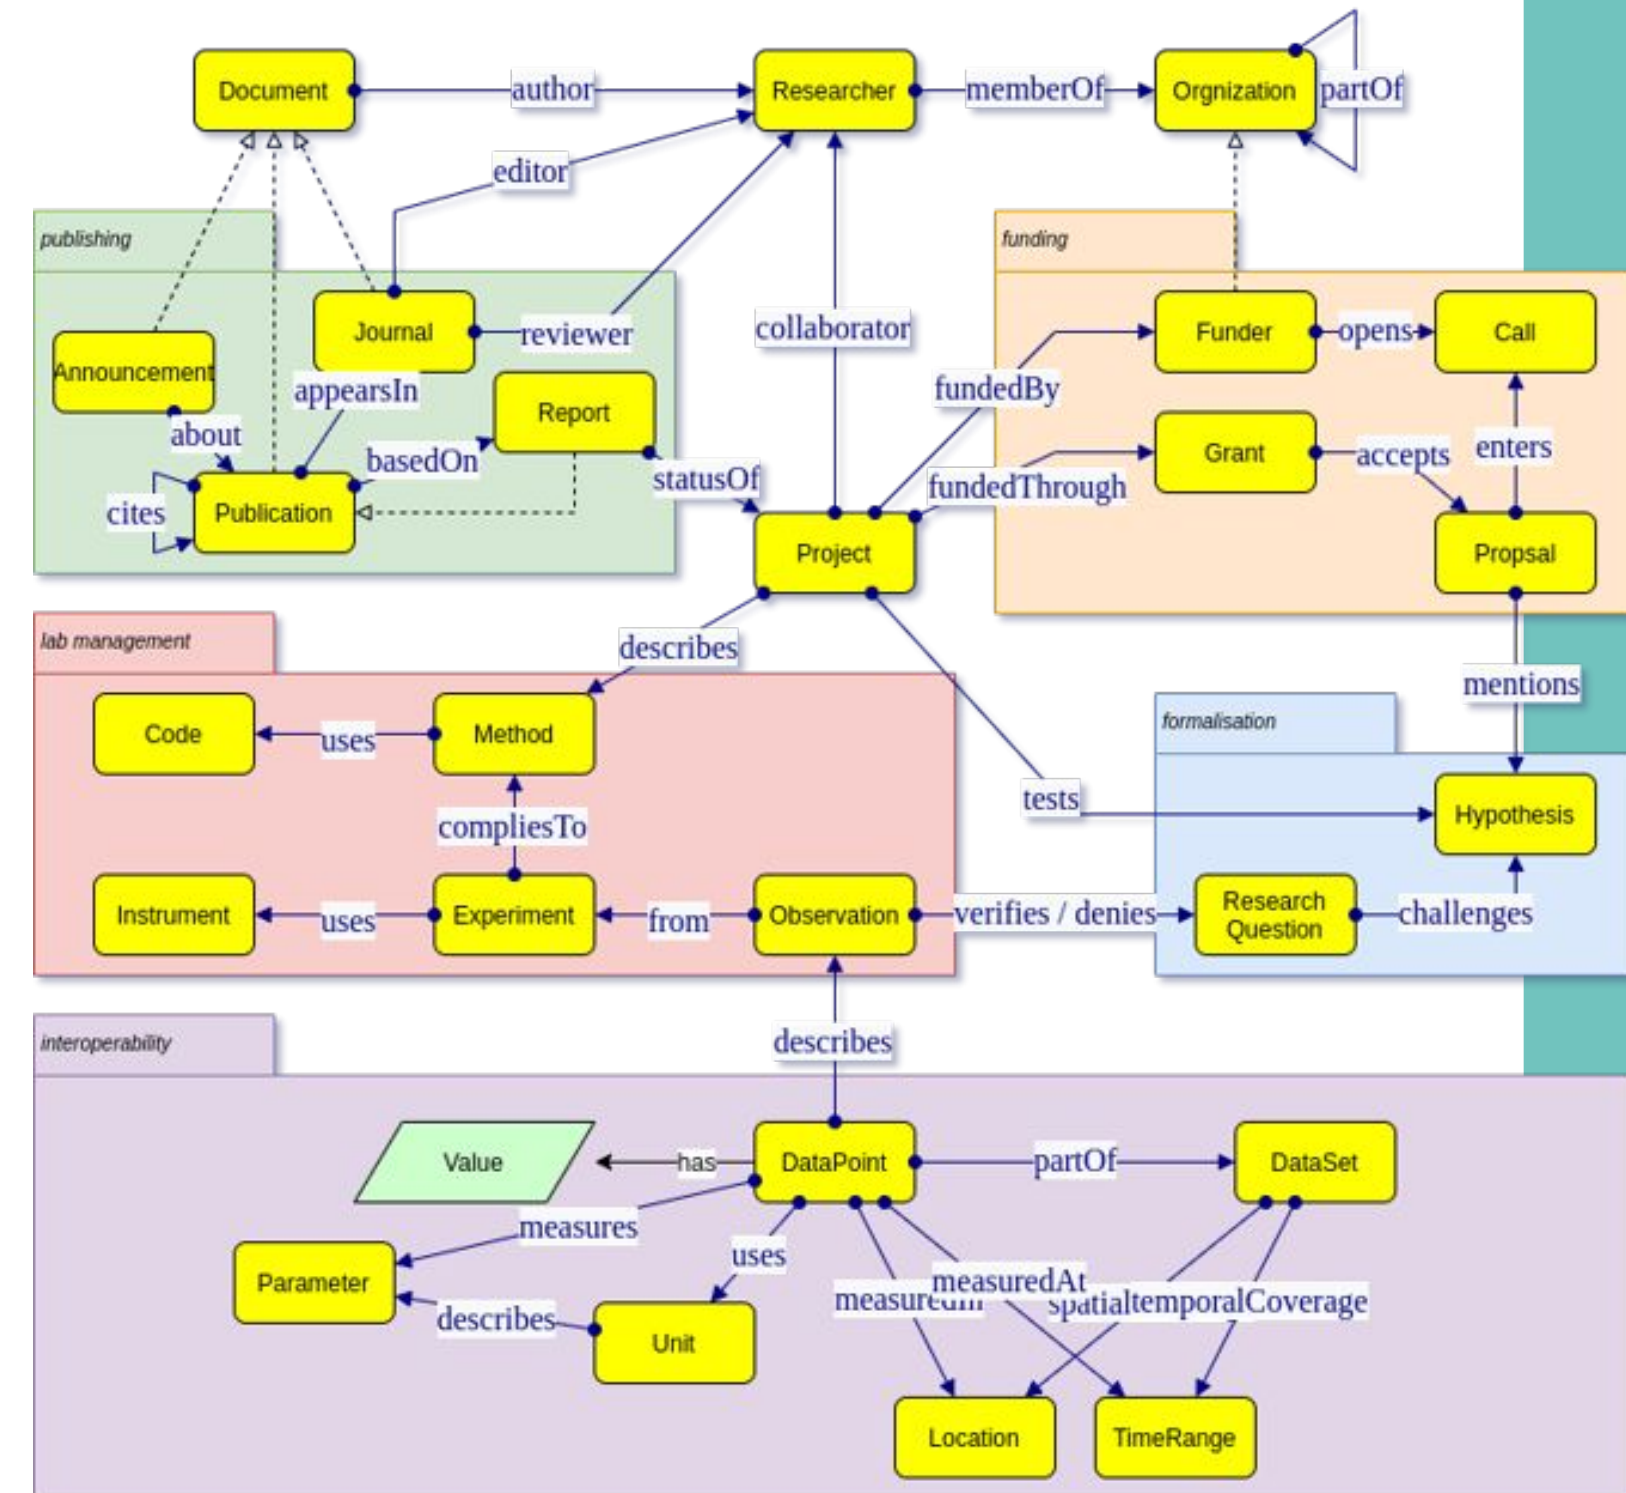 Document
author
Researcher
memberOf
Orgnization
partOf
editor
publishing
funding
Journal
reviewer
collaborator
Funder
opens
Call
Announcement
appearsIn
fundedBy
Report
about
basedOn
Grant
accepts
enters
statusOf
fundedThrough
cites
Publication
Project
Propsal
lab management
describes
mentions
formalisation
Code
uses
Method
tests
Hypothesis
compliesTo
Instrument
uses
Experiment
from
Observation
verifies / denies
Research
Question
challenges
interoperability
describes
Value
has
DataPoint
partOf
DataSet
measures
uses
Parameter
measuredAt
measuredIn
spatial
temporalCoverage
describes
Unit
Location
TimeRange